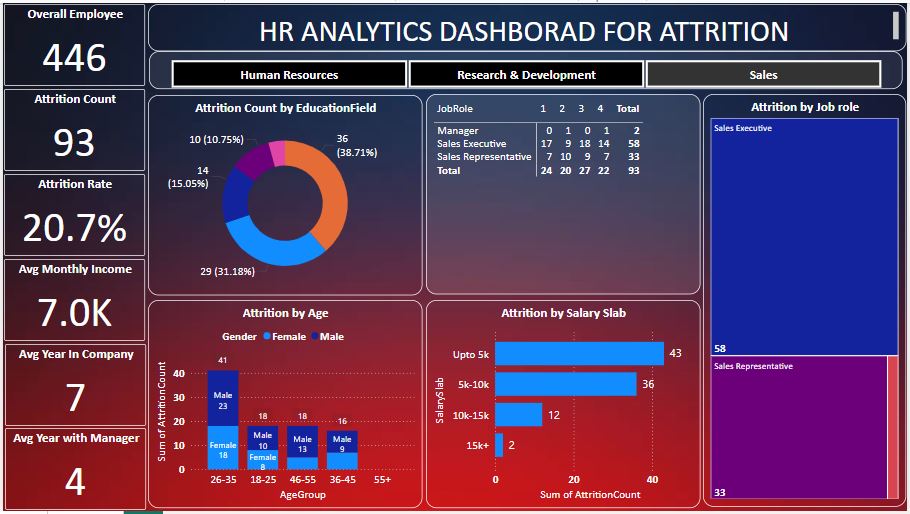 Overall Employee
446
Attrition Count
93
Attrition Rate
20.7%
Avg Monthly Income
7.0K
Avg Year In Company
7
Avg Year with Manager
4
HR ANALYTICS DASHBORAD FOR ATTRITION
Human Resources
Research & Development
Sales
Attrition Count by EducationField
10 (10.75%)
36
(38.71%)
14
(15.05%)
29 (31.18%)
JobRole 1 2 3 4 Total
Manager 0 1 0 1 2
Sales Executive 17 9 18 14 58
Sales Representative 7 10 9 7 33
Total 24 20 27 22 93
Attrition by Job role
Sales Executive
58
Sales Representative
33
Attrition by Age
Gender Female Male
Sum of AttritionCount
40
30
20
10
0
41
Male
23
Female
18
18
Male
10
Female
8
18
Male
13
16
Male
9
26-35 18-25 46-55 36-45 55+
AgeGroup
Attrition by Salary Slab
SalarySlab
Upto 5k 43
5k-10k 36
10k-15k 12
15k+ 2
0 20 40
Sum of AttritionCount